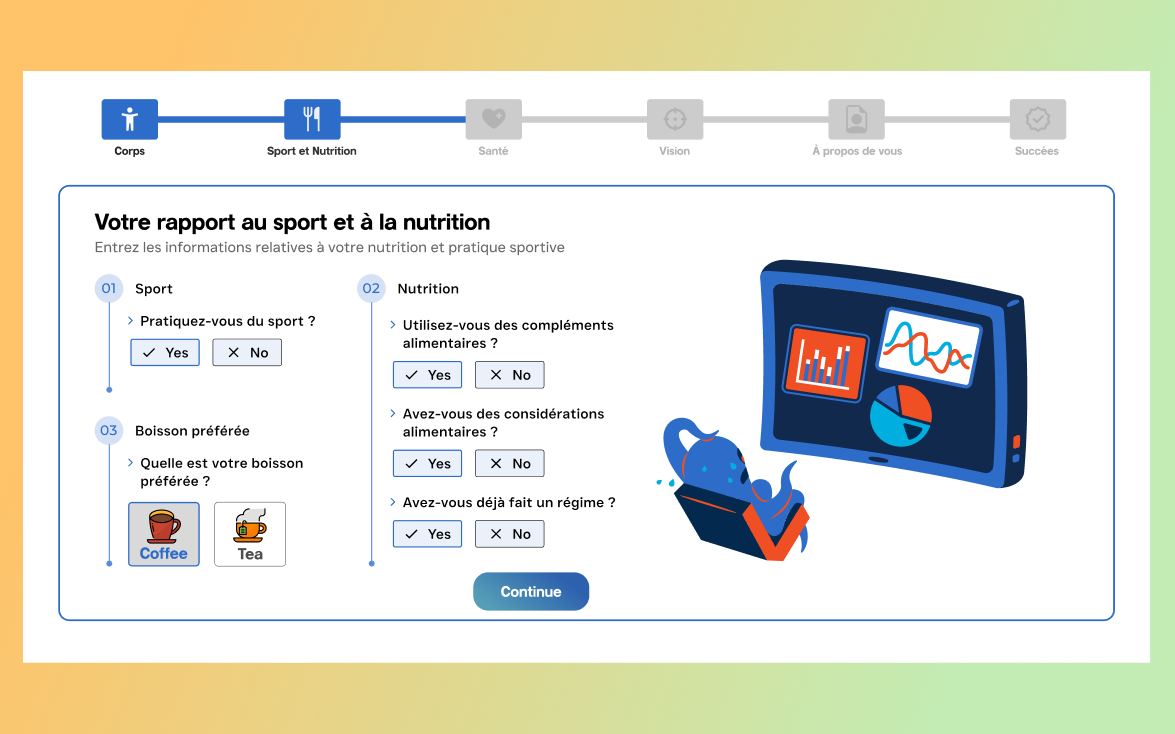 Corps
Sport et Nutrition
Santé
Vision
À propos de vous
Succées
Votre rapport au sport et à la nutrition
Entrez les informations relatives à votre nutrition et pratique sportive
01
Sport
Pratiquez-vous du sport ?
Yes
No
02
Nutrition
Utilisez-vous des compléments
alimentaires ?
Yes
No
Avez-vous des considérations
alimentaires ?
Yes
No
Avez-vous déjà fait un régime ?
Yes
No
03
Boisson préférée
Quelle est votre boisson
préférée ?
Coffee
Tea
Continue